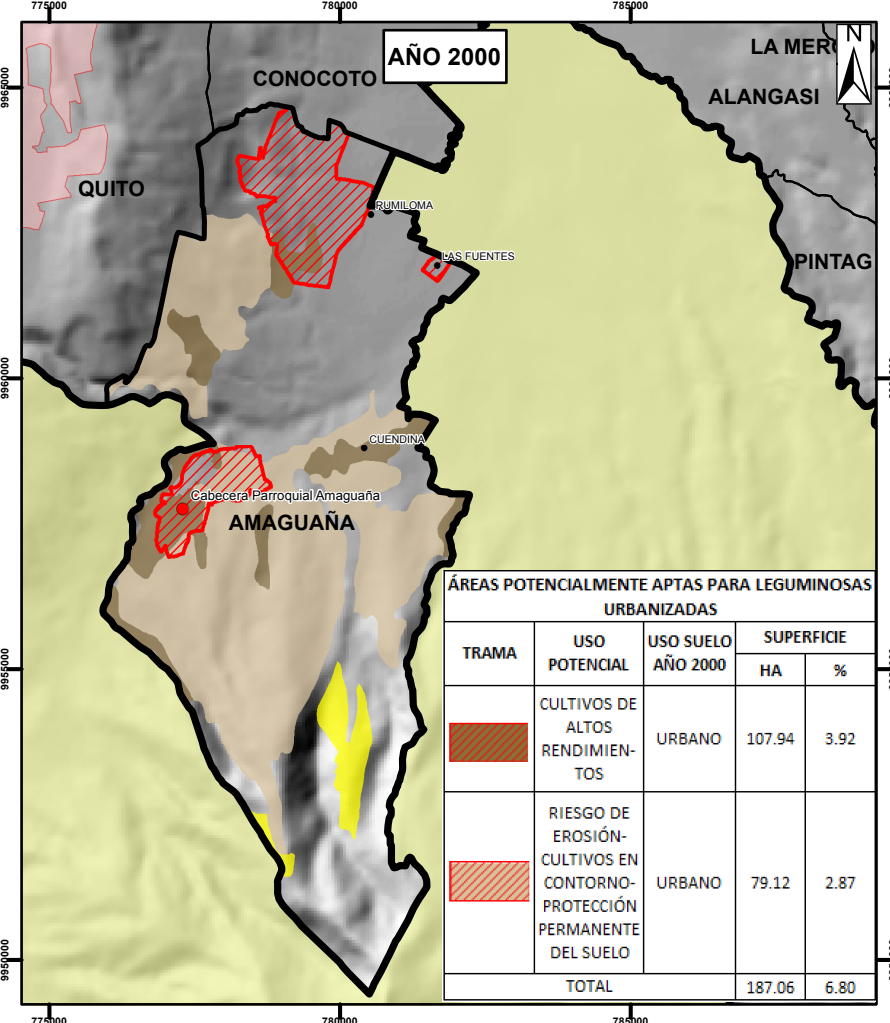 775000
780000
785000
AÑO 2000
N
LA MER
CONOCOTO
ALANGASI
9965000
QUITO
RUMILOMA
LAS FUENTES
PINTAG
9960000
CUENDINA
Cabecera Parroquial Amaguaña
AMAGUAÑA
9955000
9950000
ÁREAS POTENCIALMENTE APTAS PARA LEGUMINOSAS
URBANIZADAS
TRAMA
USO
POTENCIAL
USO SUELO
AÑO 2000
SUPERFICIE
HA
%
CULTIVOS DE
ALTOS
RENDIMIEN-
TOS
URBANO
107.94
3.92
RIESGO DE
EROSIÓN-
CULTIVOS EN
CONTORNO-
PROTECCIÓN
PERMANENTE
DEL SUELO
URBANO
79.12
2.87
TOTAL
187.06
6.80
775000
780000
785000